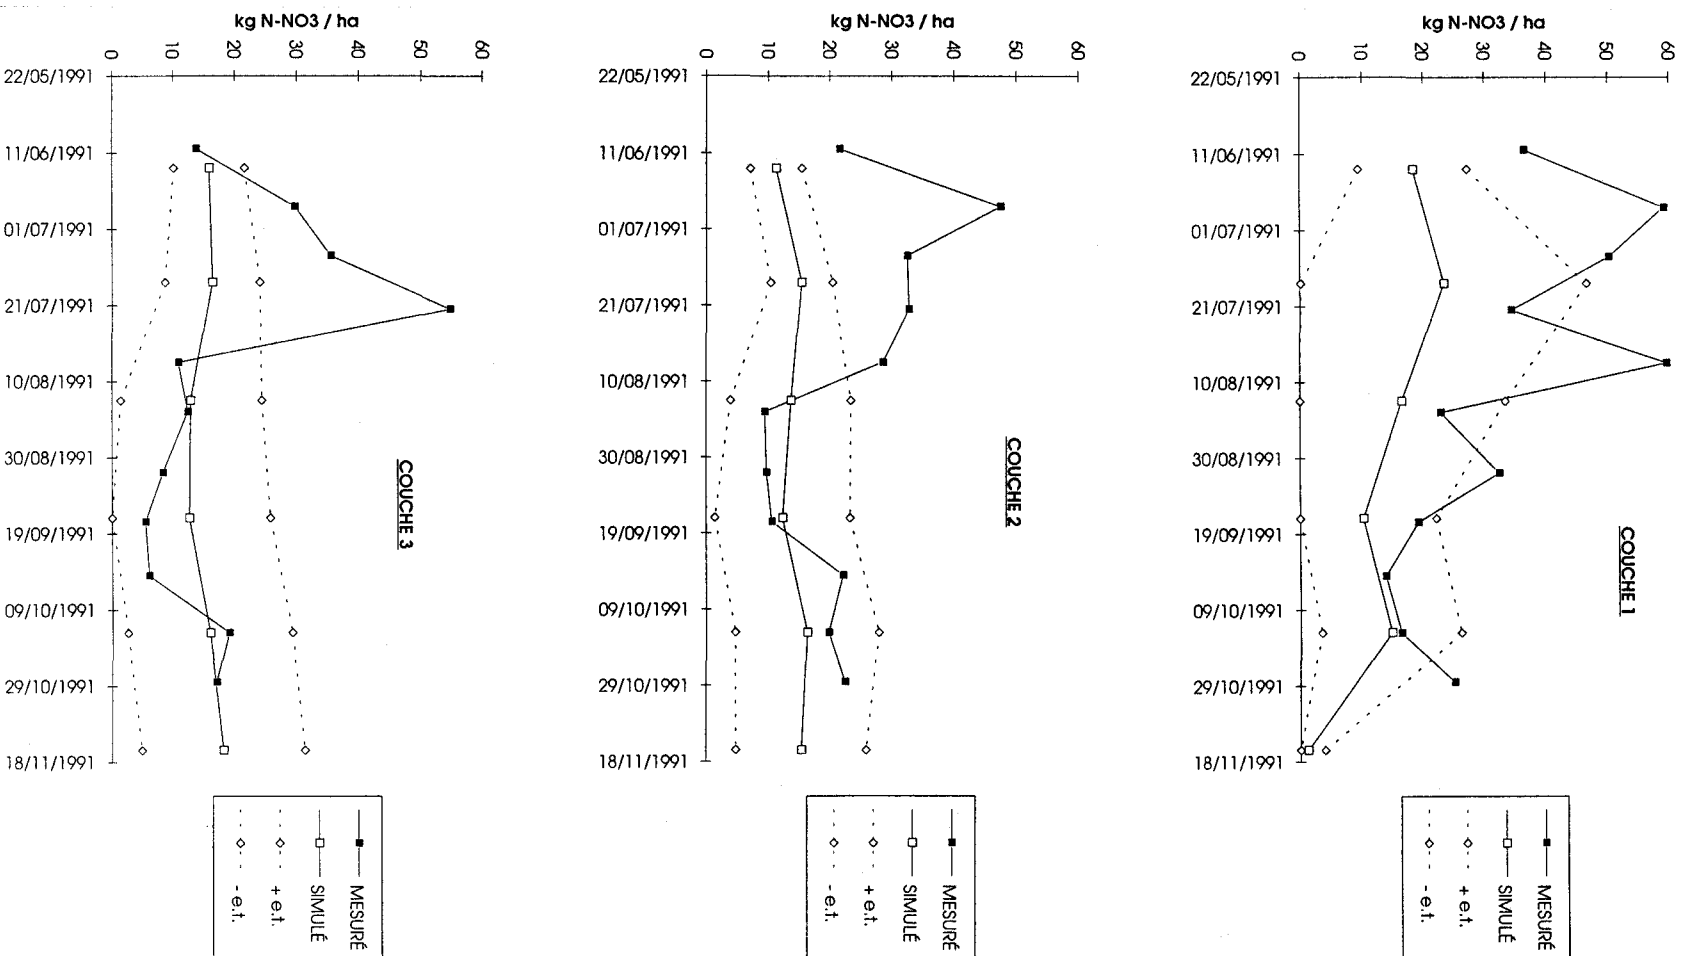 kg N-NO3 / ha
0
10
20
30
40
50
60
22/05/1991
11/06/1991
01/07/1991
21/07/1991
10/08/1991
30/08/1991
19/09/1991
09/10/1991
29/10/1991
18/11/1991
COUCHE 3
MESURÉ
SIMULÉ
+ e.t.
- e.t.
kg N-NO3 / ha
0
10
20
30
40
50
60
22/05/1991
11/06/1991
01/07/1991
21/07/1991
10/08/1991
30/08/1991
19/09/1991
09/10/1991
29/10/1991
18/11/1991
COUCHE 2
MESURÉ
SIMULÉ
+ e.t.
- e.t.
kg N-NO3 / ha
0
10
20
30
40
50
60
22/05/1991
11/06/1991
01/07/1991
21/07/1991
10/08/1991
30/08/1991
19/09/1991
09/10/1991
29/10/1991
18/11/1991
COUCHE 1
MESURÉ
SIMULÉ
+ e.t.
- e.t.